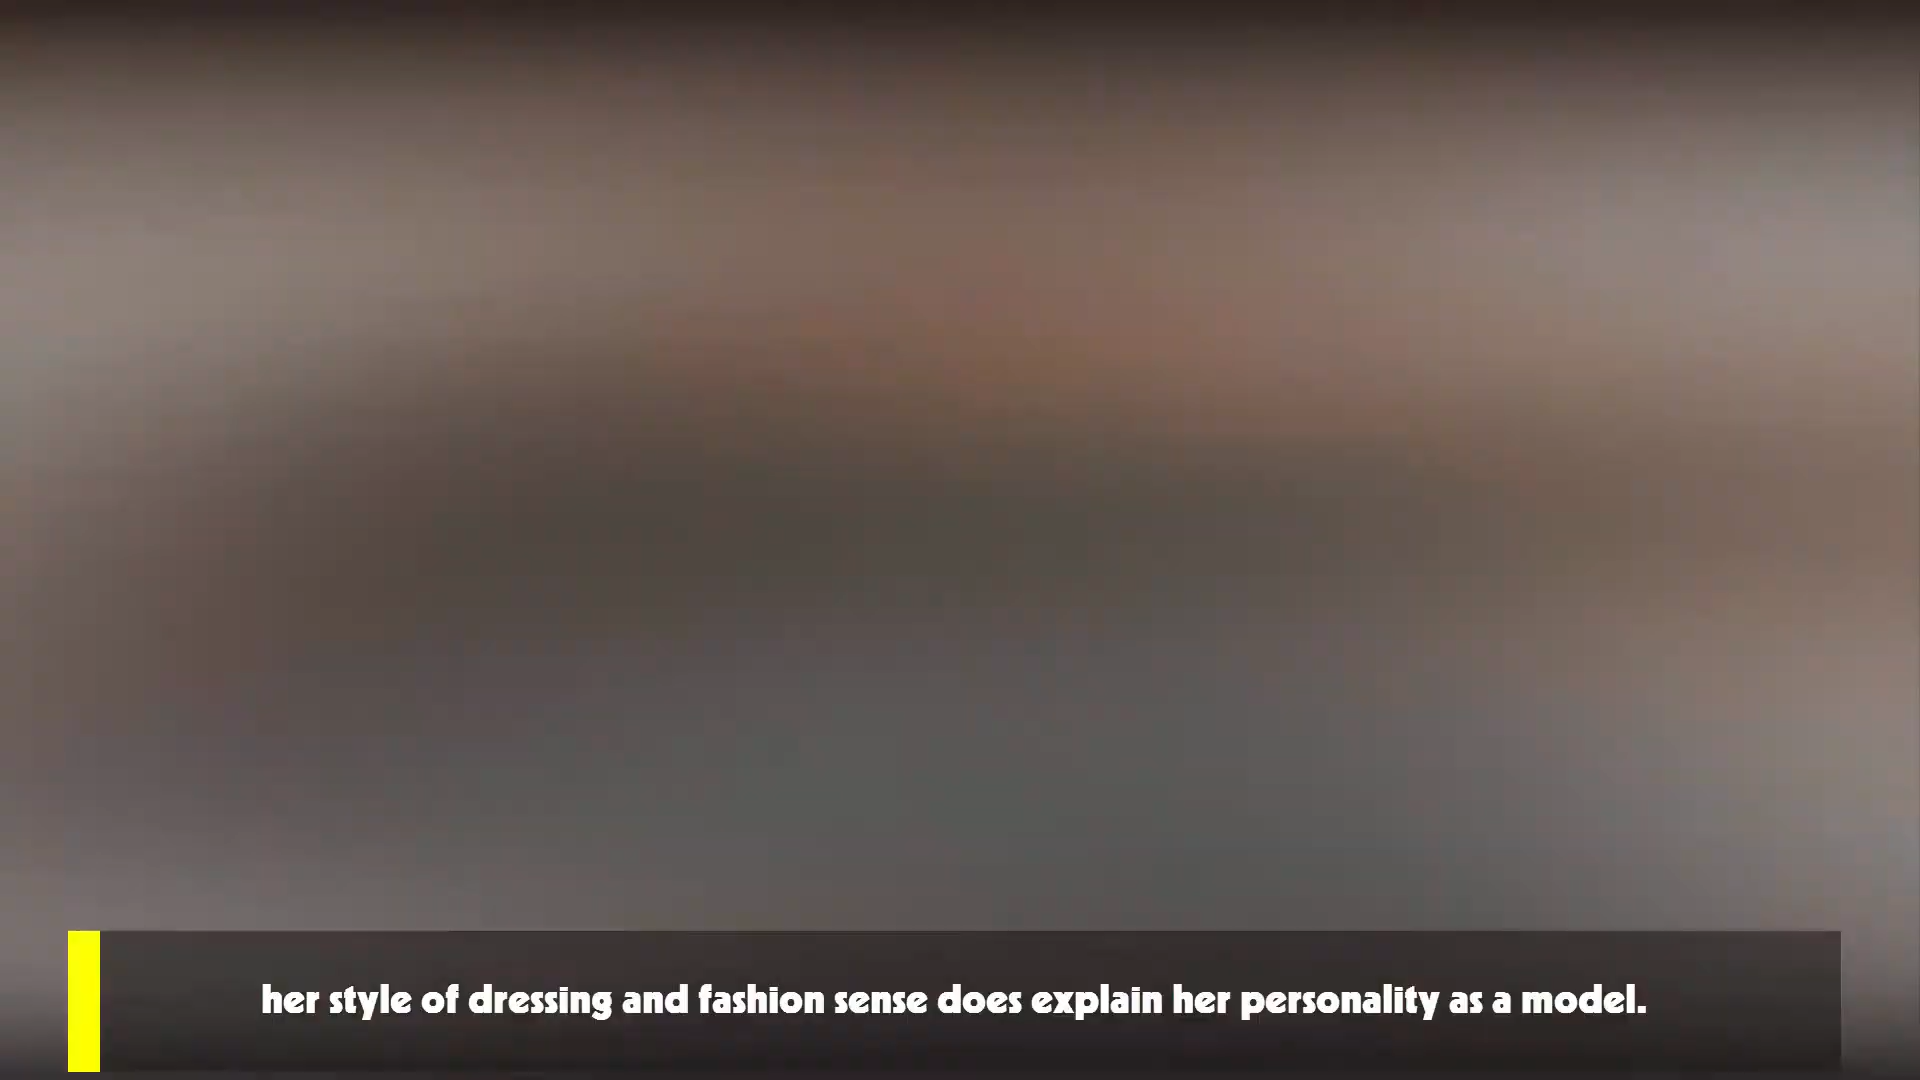 her style of dressing and fashion sense does explain her personality as a model.